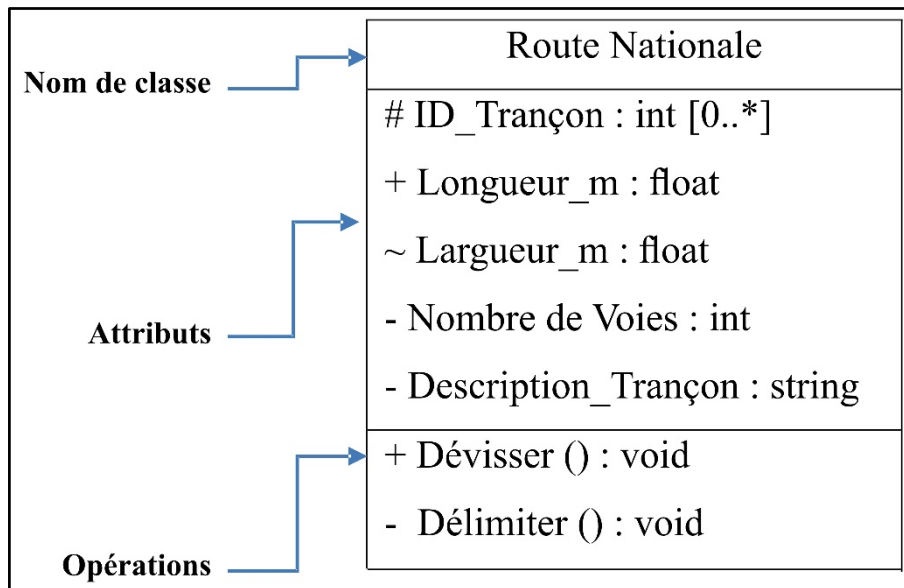 Route Nationale
Nom de classe
# ID_Trançon : int [0..*]
+ Longueur_m : float
~ Largueur_m : float
Attributs
- Nombre de Voies : int
- Description_Trançon : string
+ Dévisser () : void
- Délimiter () : void
Opérations